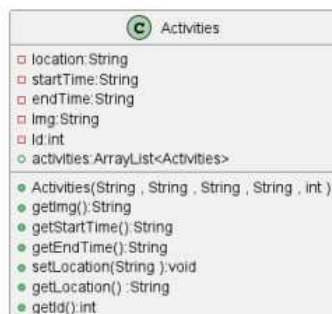 C Activities
location:String
startTime:String
endTime:String
Img:String
Id:int
activities:ArrayList<Activities>
Activities(String , String , String , String , int )
getImg():String
getStartTime():String
getEndTime():String
setLocation(String ):void
getLocation() :String
getId():int